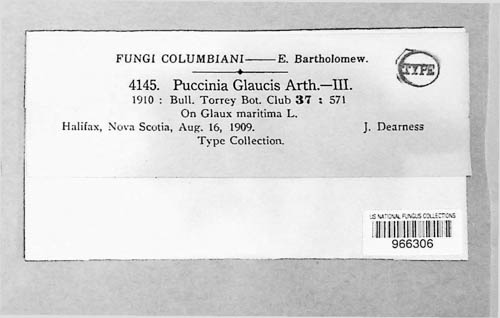 FUNGI COLUMBIANI——E. Bartholomew.
TYPE
4145. Puccinia Glaucis Arth.—III.
1910 : Bull. Torrey Bot. Club 37 : 571
On Glaux maritima L.
Halifax, Nova Scotia, Aug. 16, 1909. J. Dearness
Type Collection.
US NATIONAL FUNGUS COLLECTIONS
966306